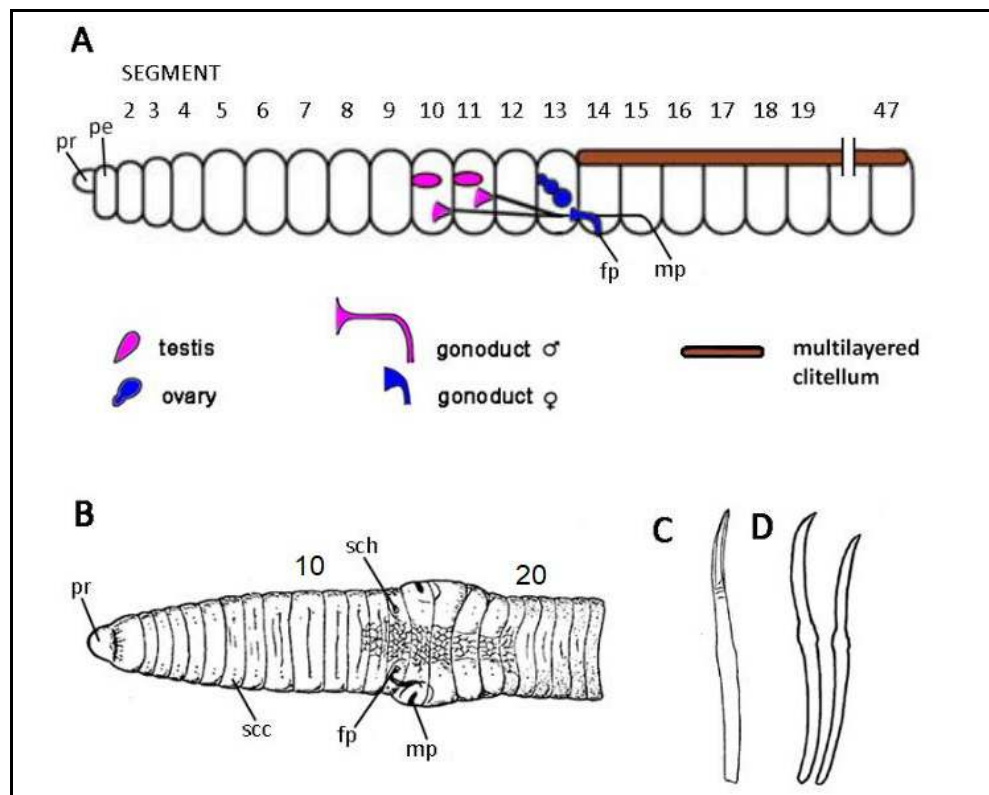 A
SEGMENT
2 3 4 5 6 7 8 9 10 11 12 13 14 15 16 17 18 19 47
pr pe
fp mp
testis gonoduct ♂ multilayered
clitellum
ovary gonoduct ♀
B C D
sch
10 20
pr
scc fp mp